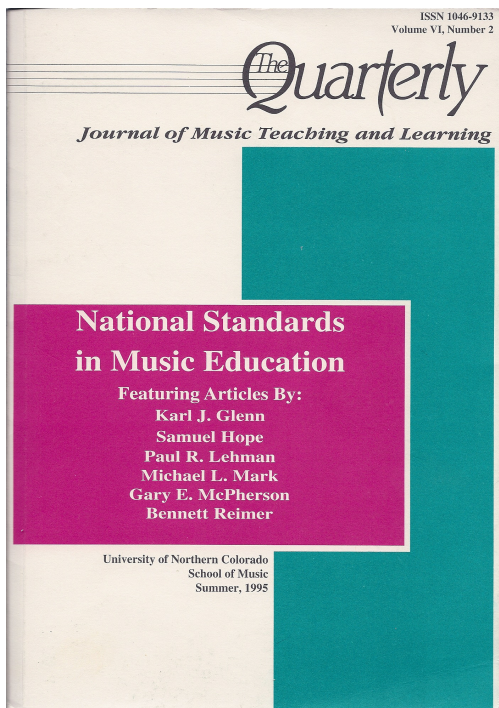 ISSN 1046-9133
Volume VI, Number 2
The
Quarterly
Journal of Music Teaching and Learning
National Standards
in Music Education
Featuring Articles By:
Karl J. Glenn
Samuel Hope
Paul R. Lehman
Michael L. Mark
Gary E. McPherson
Bennett Reimer
University of Northern Colorado
School of Music
Summer, 1995